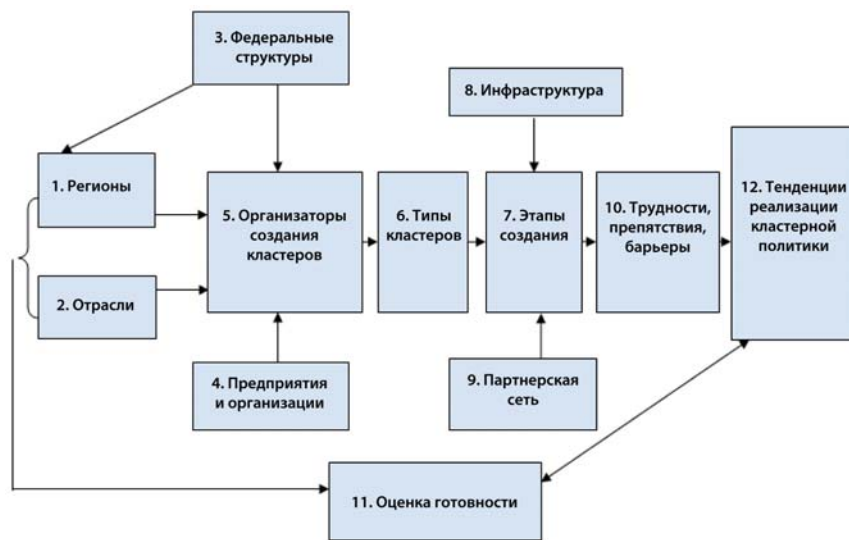 3. Федеральные
структуры
8. Инфраструктура
1. Регионы
5. Организаторы
создания
кластеров
6. Типы
кластеров
7. Этапы
создания
10. Трудности,
препятствия,
барьеры
12. Тенденции
реализации
кластерной
политики
2. Отрасли
4. Предприятия
и организации
9. Партнерская
сеть
11. Оценка готовности